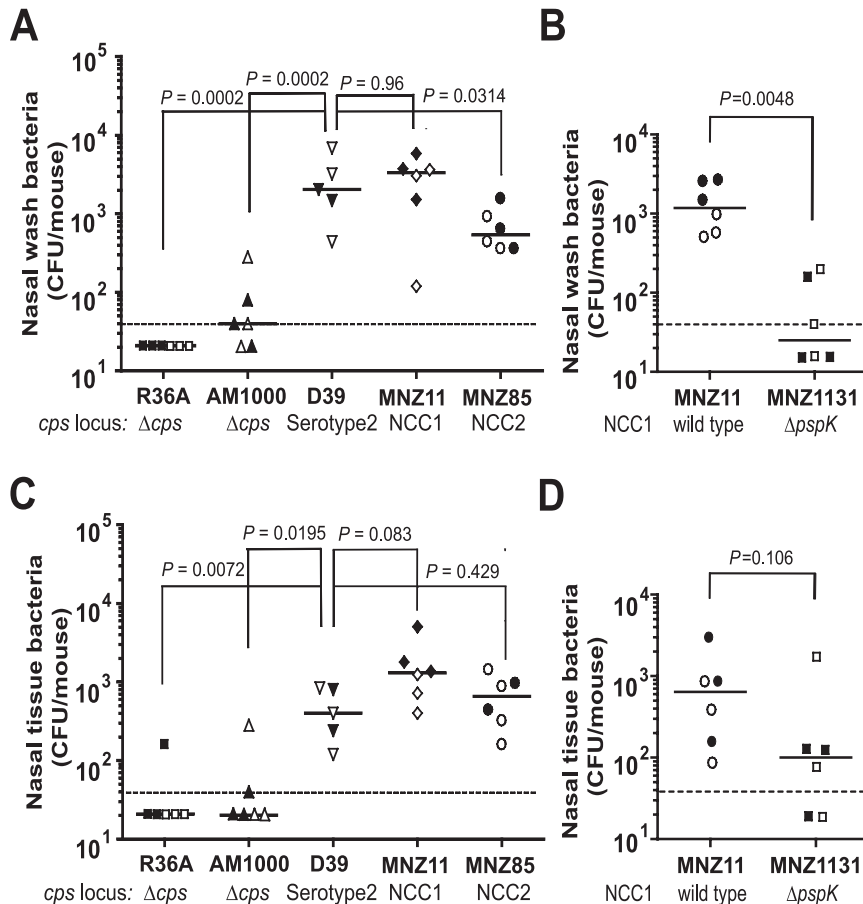 A
Nasal wash bacteria
(CFU/mouse)
10^5
10^4
10^3
10^2
10^1
P = 0.0002
P = 0.0002
P = 0.96
P = 0.0314
R36A AM1000 D39 MNZ11 MNZ85
cps locus: Δcps Δcps Serotype2 NCC1 NCC2
B
Nasal wash bacteria
(CFU/mouse)
10^4
10^3
10^2
10^1
P=0.0048
MNZ11 MNZ1131
NCC1 wild type ΔpspK
C
Nasal tissue bacteria
(CFU/mouse)
10^5
10^4
10^3
10^2
10^1
P = 0.0072
P = 0.0195
P = 0.083
P = 0.429
R36A AM1000 D39 MNZ11 MNZ85
cps locus: Δcps Δcps Serotype2 NCC1 NCC2
D
Nasal tissue bacteria
(CFU/mouse)
10^4
10^3
10^2
10^1
P=0.106
MNZ11 MNZ1131
NCC1 wild type ΔpspK